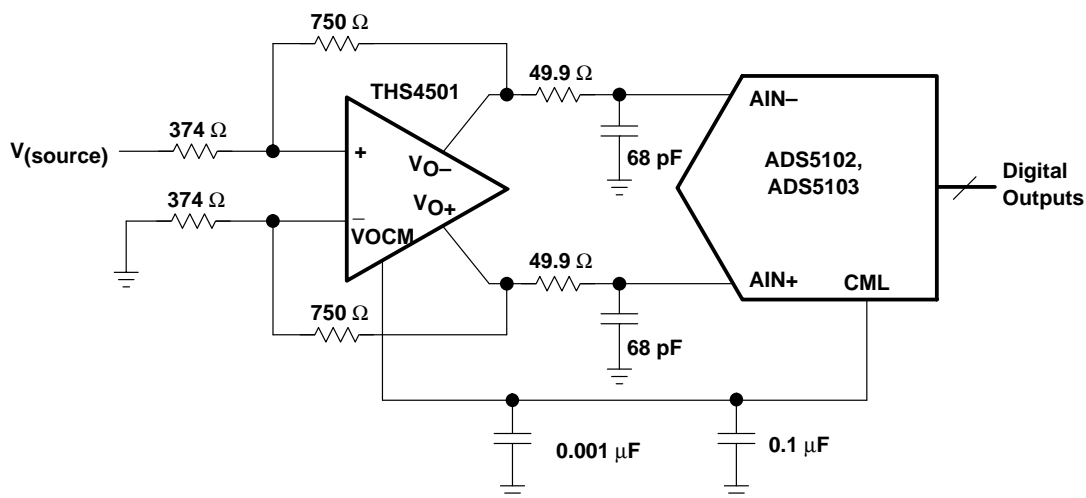 750 Ω
49.9 Ω
THS4501
AIN–
374 Ω
V(source)
+
VO–
68 pF
ADS5102,
ADS5103
Digital
Outputs
374 Ω
VO+
–
VOCM
49.9 Ω
AIN+
CML
750 Ω
68 pF
0.001 μF
0.1 μF